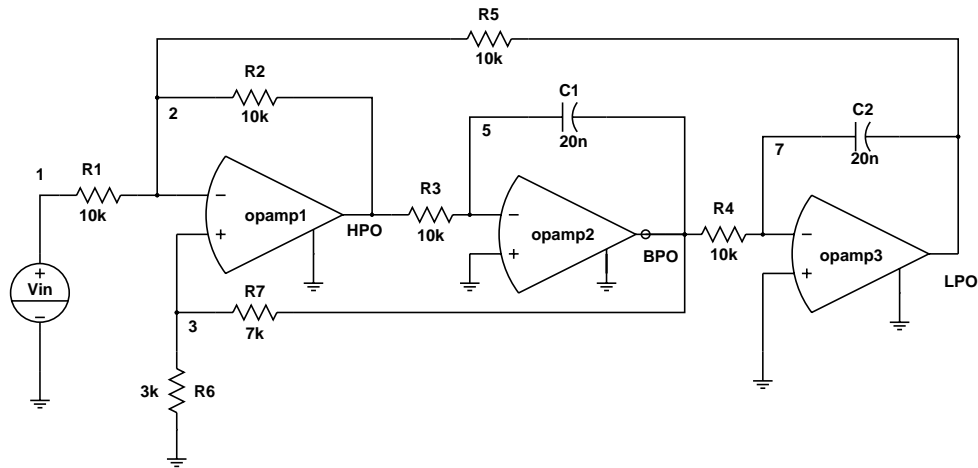 R5
10k
R2
10k
2
C1
20n
5
C2
20n
7
1
R1
10k
−
+
opamp1
HPO
R3
10k
−
+
opamp2
BPO
R4
10k
−
+
opamp3
LPO
+
Vin
−
R7
7k
3
3k R6